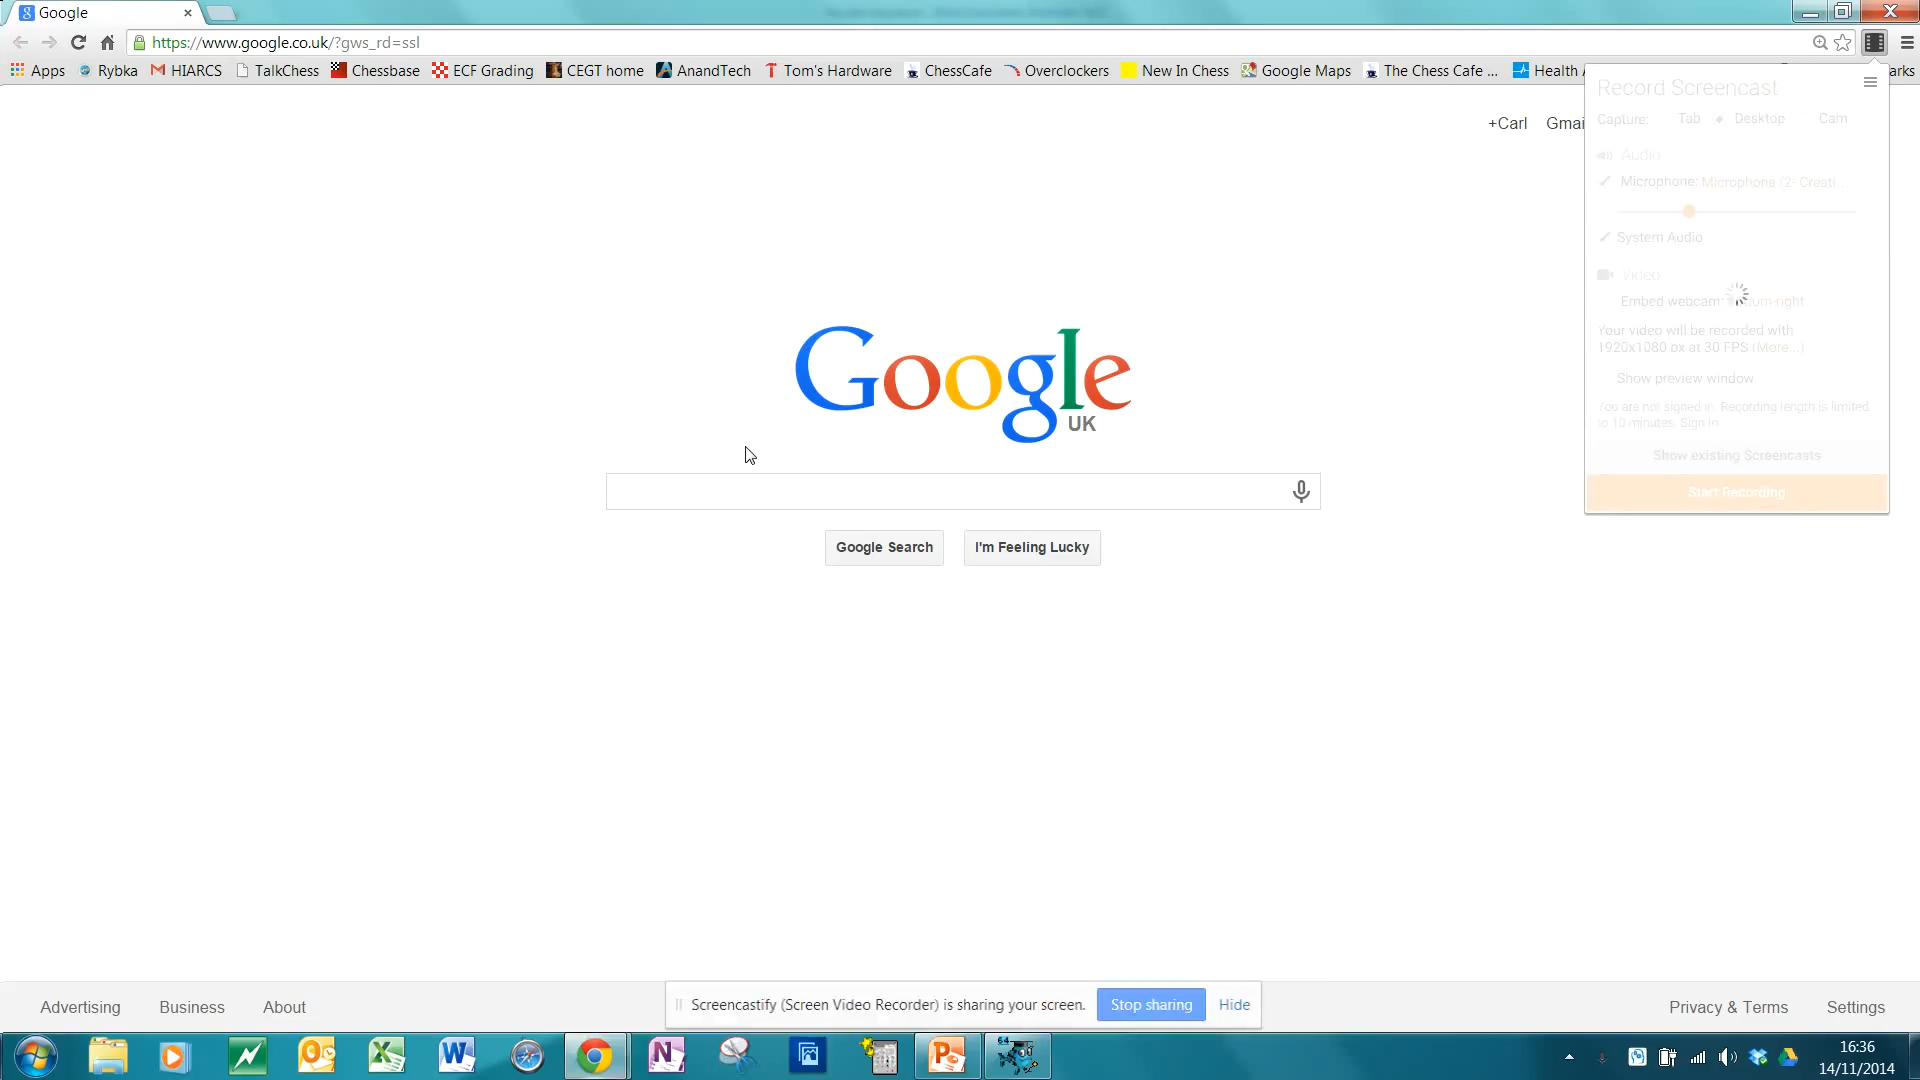 Google
https://www.google.co.uk/?gws_rd=ssl
Apps Rybka HIARCS TalkChess Chessbase ECF Grading CEGT home AnandTech Tom's Hardware ChessCafe Overclockers New In Chess Google Maps The Chess Cafe ... Health arks
Record Screencast
Capture: Tab Desktop Cam
+Carl Gmai
Audio
Microphone: Microphone (2- Creati...
System Audio
Video
Embed webcam: right
Your video will be recorded with
1920x1080 px at 30 FPS (More...)
Show preview window
You are not signed in. Recording length is limited
to 10 minutes. Sign in
Show existing Screencasts
Start Recording
Google
UK
Google Search I'm Feeling Lucky
Screencastify (Screen Video Recorder) is sharing your screen. Stop sharing Hide
Advertising Business About Privacy & Terms Settings
64
16:36
14/11/2014